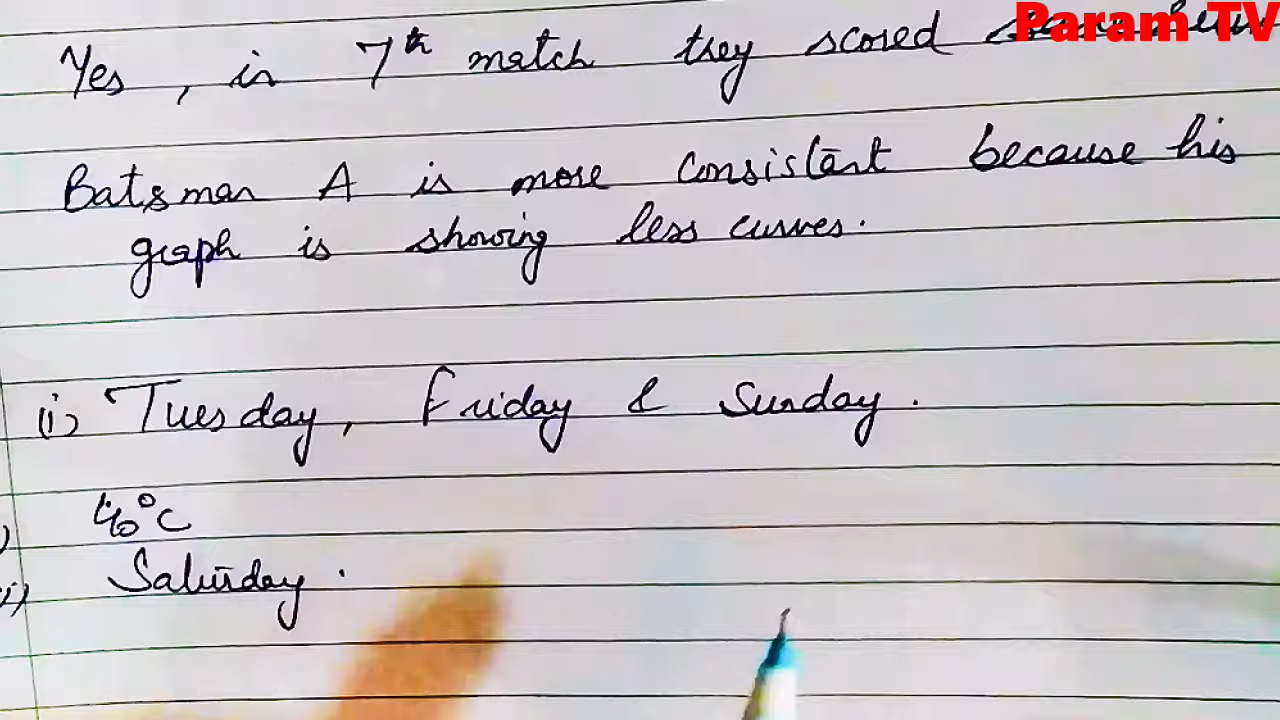 Param TV
Yes, in 7th match they scored
Batsman A is more consistant because his
graph is showing less curves.
(i) Tuesday, Friday & Sunday.
40°C
Saturday.